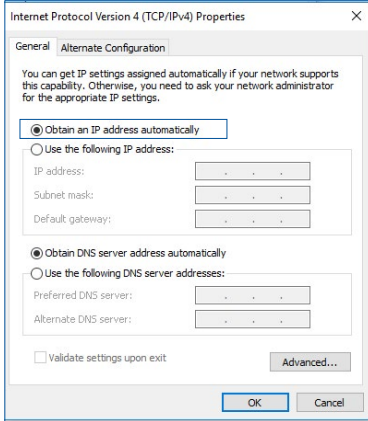 Internet Protocol Version 4 (TCP/IPv4) Properties
General
Alternate Configuration
You can get IP settings assigned automatically if your network supports
this capability. Otherwise, you need to ask your network administrator
for the appropriate IP settings.
Obtain an IP address automatically
Use the following IP address:
IP address:
Subnet mask:
Default gateway:
Obtain DNS server address automatically
Use the following DNS server addresses:
Preferred DNS server:
Alternate DNS server:
Validate settings upon exit
Advanced...
OK
Cancel